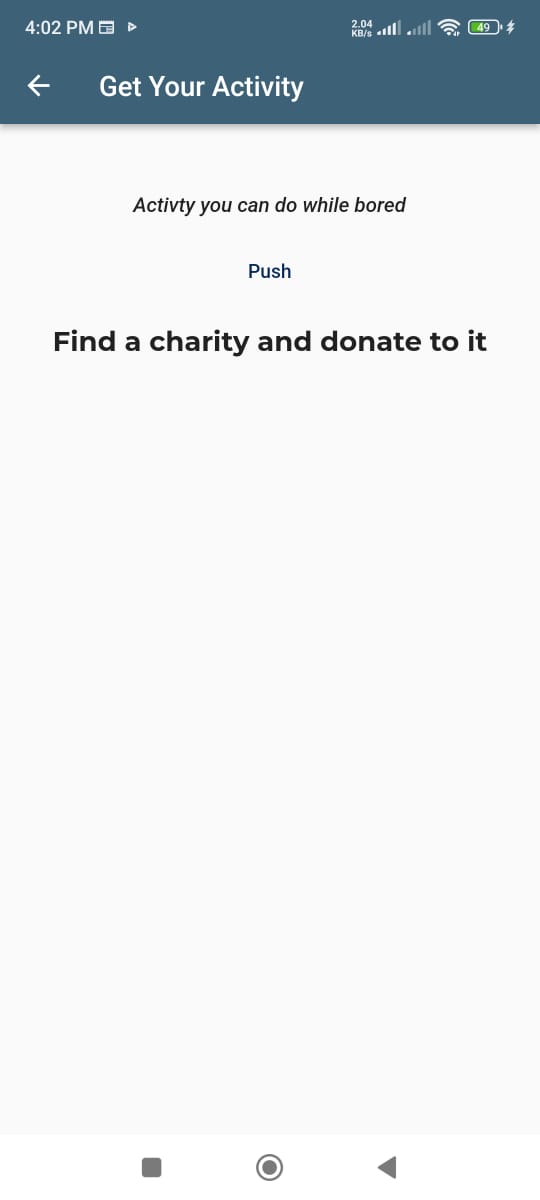 4:02 PM
2.04
KB/s
49
Get Your Activity
Activty you can do while bored
Push
Find a charity and donate to it